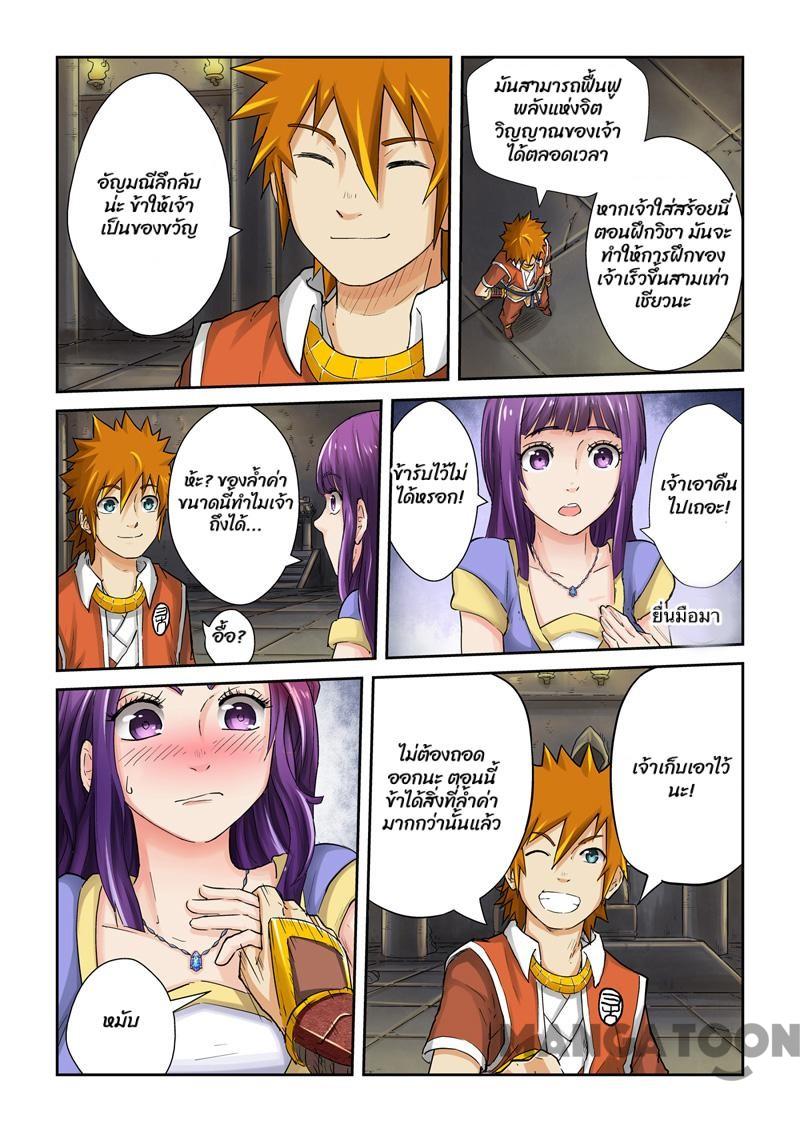 อัญมณีลึกลับ
น่ะ ข้าให้เจ้า
เป็นของขวัญ
มันสามารถฟื้นฟู
พลังแห่งจิต
วิญญาณของเจ้า
ได้ตลอดเวลา
หากเจ้าใส่สร้อยนี่
ตอนฝึกวิชา มันจะ
ทำให้การฝึกของ
เจ้าเร็วขึ้นสามเท่า
เชียวนะ
ห้ะ? ของล้ำค่า
ขนาดนี้ทำไมเจ้า
ถึงได้...
อื้อ?
ข้ารับไว้ไม่
ได้หรอก!
เจ้าเอาคืน
ไปเถอะ!
ยื่นมือมา
หมับ
ไม่ต้องถอด
ออกนะ ตอนนี้
ข้าได้สิ่งที่ล้ำค่า
มากกว่านั้นแล้ว
เจ้าเก็บเอาไว้
นะ!
MANGATOON